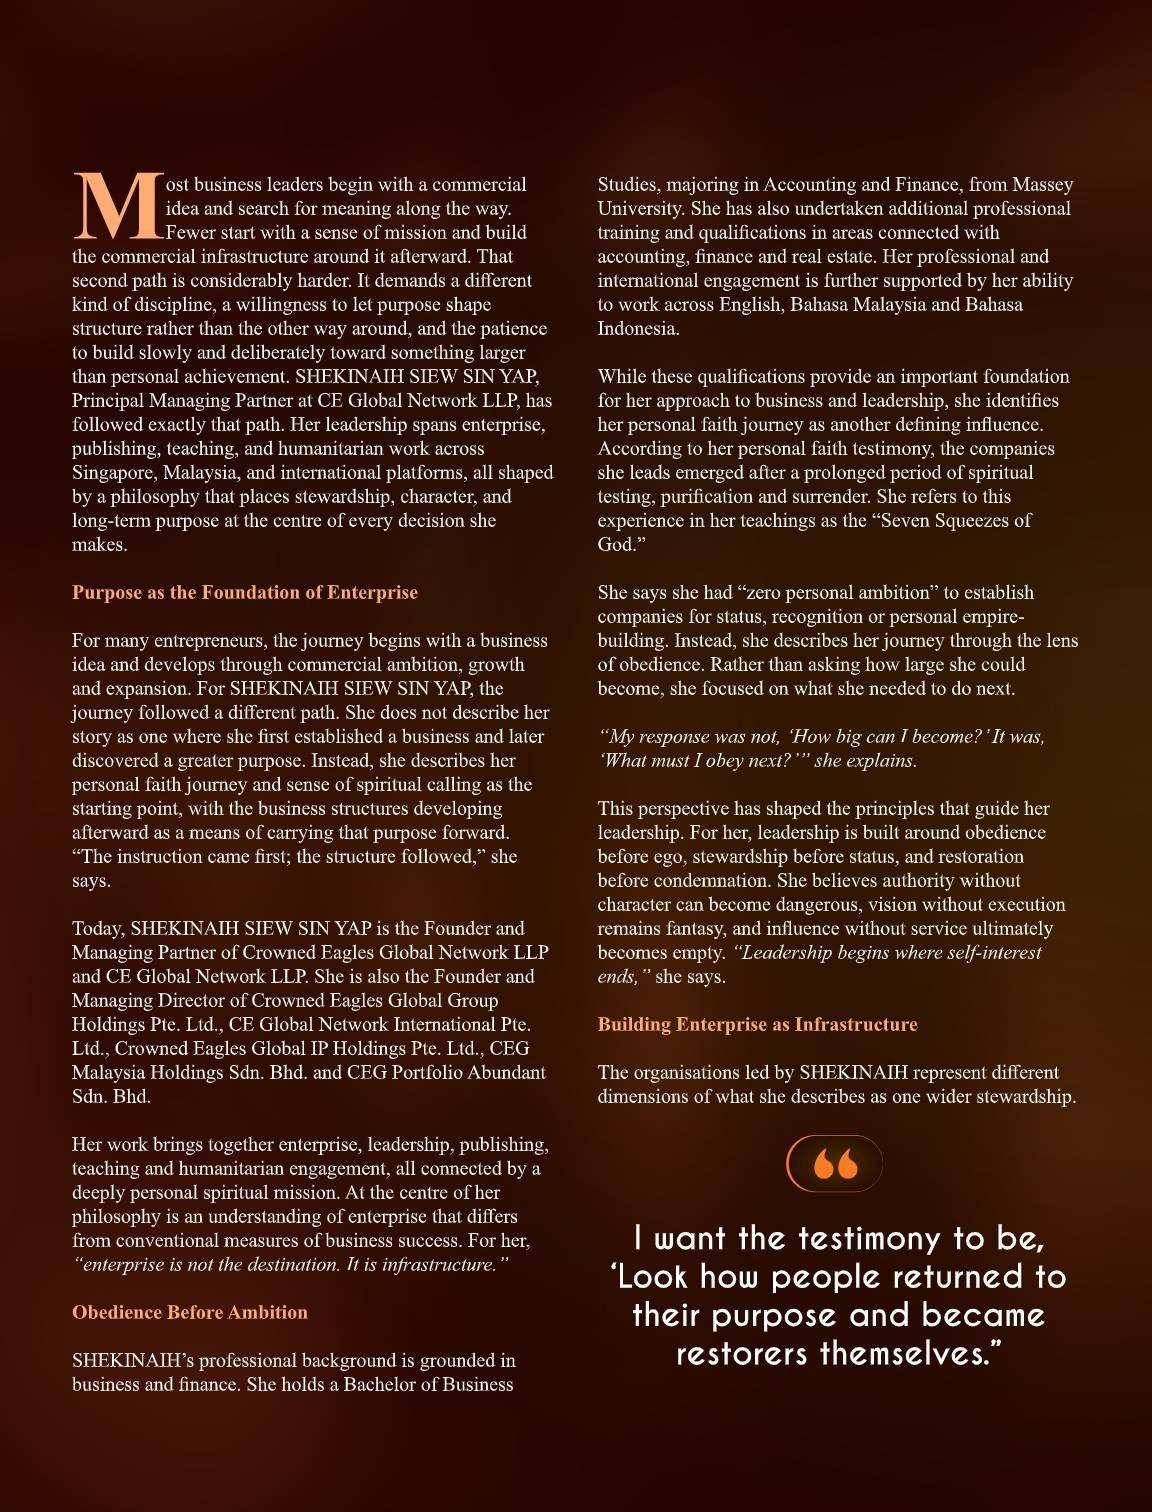 Most business leaders begin with a commercial
idea and search for meaning along the way.
Fewer start with a sense of mission and build
the commercial infrastructure around it afterward. That
second path is considerably harder. It demands a different
kind of discipline, a willingness to let purpose shape
structure rather than the other way around, and the patience
to build slowly and deliberately toward something larger
than personal achievement. SHEKINAIH SIEW SIN YAP,
Principal Managing Partner at CE Global Network LLP, has
followed exactly that path. Her leadership spans enterprise,
publishing, teaching, and humanitarian work across
Singapore, Malaysia, and international platforms, all shaped
by a philosophy that places stewardship, character, and
long-term purpose at the centre of every decision she
makes.
Purpose as the Foundation of Enterprise
For many entrepreneurs, the journey begins with a business
idea and develops through commercial ambition, growth
and expansion. For SHEKINAIH SIEW SIN YAP, the
journey followed a different path. She does not describe her
story as one where she first established a business and later
discovered a greater purpose. Instead, she describes her
personal faith journey and sense of spiritual calling as the
starting point, with the business structures developing
afterward as a means of carrying that purpose forward.
“The instruction came first; the structure followed,” she
says.
Today, SHEKINAIH SIEW SIN YAP is the Founder and
Managing Partner of Crowned Eagles Global Network LLP
and CE Global Network LLP. She is also the Founder and
Managing Director of Crowned Eagles Global Group
Holdings Pte. Ltd., CE Global Network International Pte.
Ltd., Crowned Eagles Global IP Holdings Pte. Ltd., CEG
Malaysia Holdings Sdn. Bhd. and CEG Portfolio Abundant
Sdn. Bhd.
Her work brings together enterprise, leadership, publishing,
teaching and humanitarian engagement, all connected by a
deeply personal spiritual mission. At the centre of her
philosophy is an understanding of enterprise that differs
from conventional measures of business success. For her,
“enterprise is not the destination. It is infrastructure.”
Obedience Before Ambition
SHEKINAIH’s professional background is grounded in
business and finance. She holds a Bachelor of Business
Studies, majoring in Accounting and Finance, from Massey
University. She has also undertaken additional professional
training and qualifications in areas connected with
accounting, finance and real estate. Her professional and
international engagement is further supported by her ability
to work across English, Bahasa Malaysia and Bahasa
Indonesia.
While these qualifications provide an important foundation
for her approach to business and leadership, she identifies
her personal faith journey as another defining influence.
According to her personal faith testimony, the companies
she leads emerged after a prolonged period of spiritual
testing, purification and surrender. She refers to this
experience in her teachings as the “Seven Squeezes of
God.”
She says she had “zero personal ambition” to establish
companies for status, recognition or personal empire-
building. Instead, she describes her journey through the lens
of obedience. Rather than asking how large she could
become, she focused on what she needed to do next.
“My response was not, ‘How big can I become?’ It was,
‘What must I obey next?’” she explains.
This perspective has shaped the principles that guide her
leadership. For her, leadership is built around obedience
before ego, stewardship before status, and restoration
before condemnation. She believes authority without
character can become dangerous, vision without execution
remains fantasy, and influence without service ultimately
becomes empty. “Leadership begins where self-interest
ends,” she says.
Building Enterprise as Infrastructure
The organisations led by SHEKINAIH represent different
dimensions of what she describes as one wider stewardship.
“
I want the testimony to be,
‘Look how people returned to
their purpose and became
restorers themselves.”